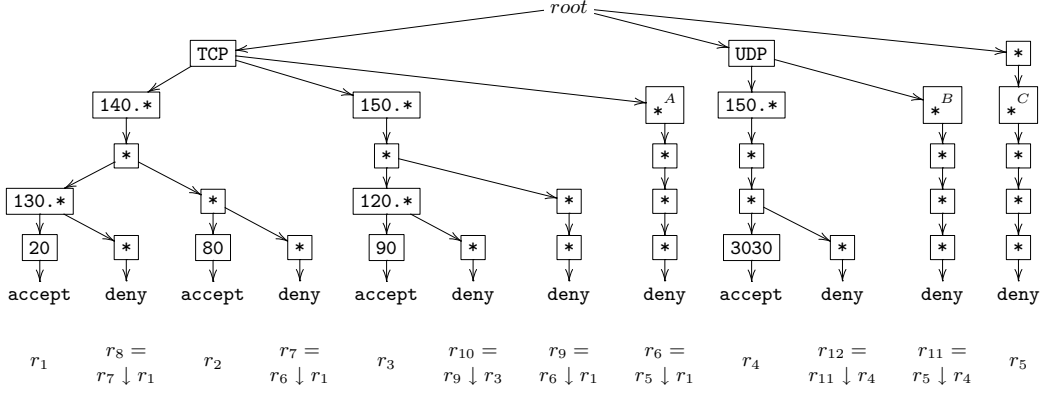 root
TCP UDP *
140.* 150.* *A 150.* *B *C
* * * * * *
130.* * 120.* * * * * *
20 * 80 * 90 * * * 3030 * * *
accept deny accept deny accept deny deny deny accept deny deny deny
r1 r8 = r2 r7 = r3 r10 = r9 = r6 = r4 r12 = r11 = r5
r7 ↓ r1 r6 ↓ r1 r9 ↓ r3 r6 ↓ r1 r5 ↓ r1 r11 ↓ r4 r5 ↓ r4